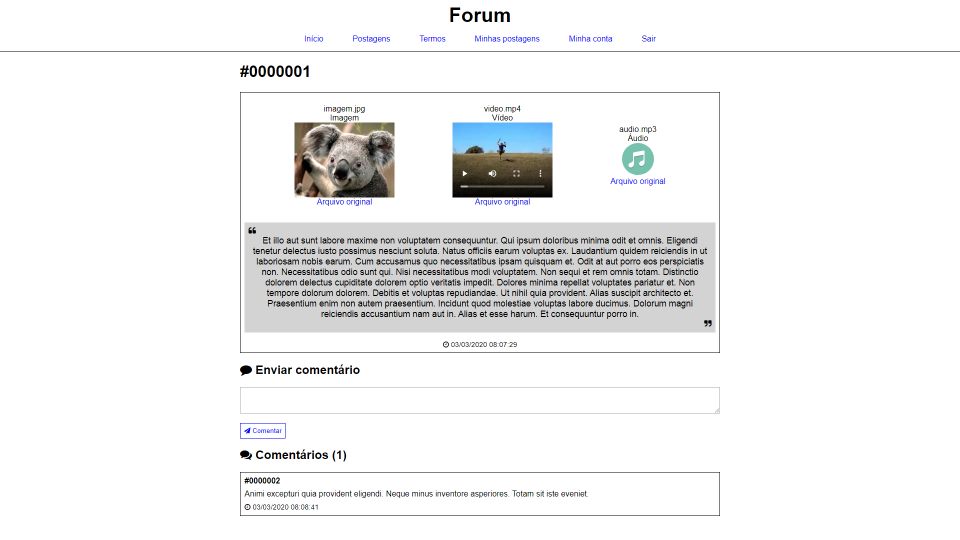 Forum
Início Postagens Termos Minhas postagens Minha conta Sair
#0000001
imagem.jpg
Imagem
Arquivo original
video.mp4
Vídeo
Arquivo original
audio.mp3
Áudio
Arquivo original
Et illo aut sunt labore maxime non voluptatem consequuntur. Qui ipsum doloribus minima odit et omnis. Eligendi
tenetur delectus iusto possimus nesciunt soluta. Natus officiis earum voluptas ex. Laudantium quidem reiciendis in ut
laboriosam nobis earum. Cum accusamus quo necessitatibus ipsam quisquam et. Odit at aut porro eos perspiciatis
non. Necessitatibus odio sunt qui. Nisi necessitatibus modi voluptatem. Non sequi et rem omnis totam. Distinctio
dolorem delectus cupiditate dolorem optio veritatis impedit. Dolores minima repellat voluptates pariatur et. Non
tempore dolorum dolorem. Debitis et voluptas repudiandae. Ut nihil quia provident. Alias suscipit architecto et.
Praesentium enim non autem praesentium. Incidunt quod molestiae voluptas labore ducimus. Dolorum magni
reiciendis accusantium nam aut in. Alias et esse harum. Et consequuntur porro in.
03/03/2020 08:07:29
Enviar comentário
Comentar
Comentários (1)
#0000002
Animi excepturi quia provident eligendi. Neque minus inventore asperiores. Totam sit iste eveniet.
03/03/2020 08:08:41